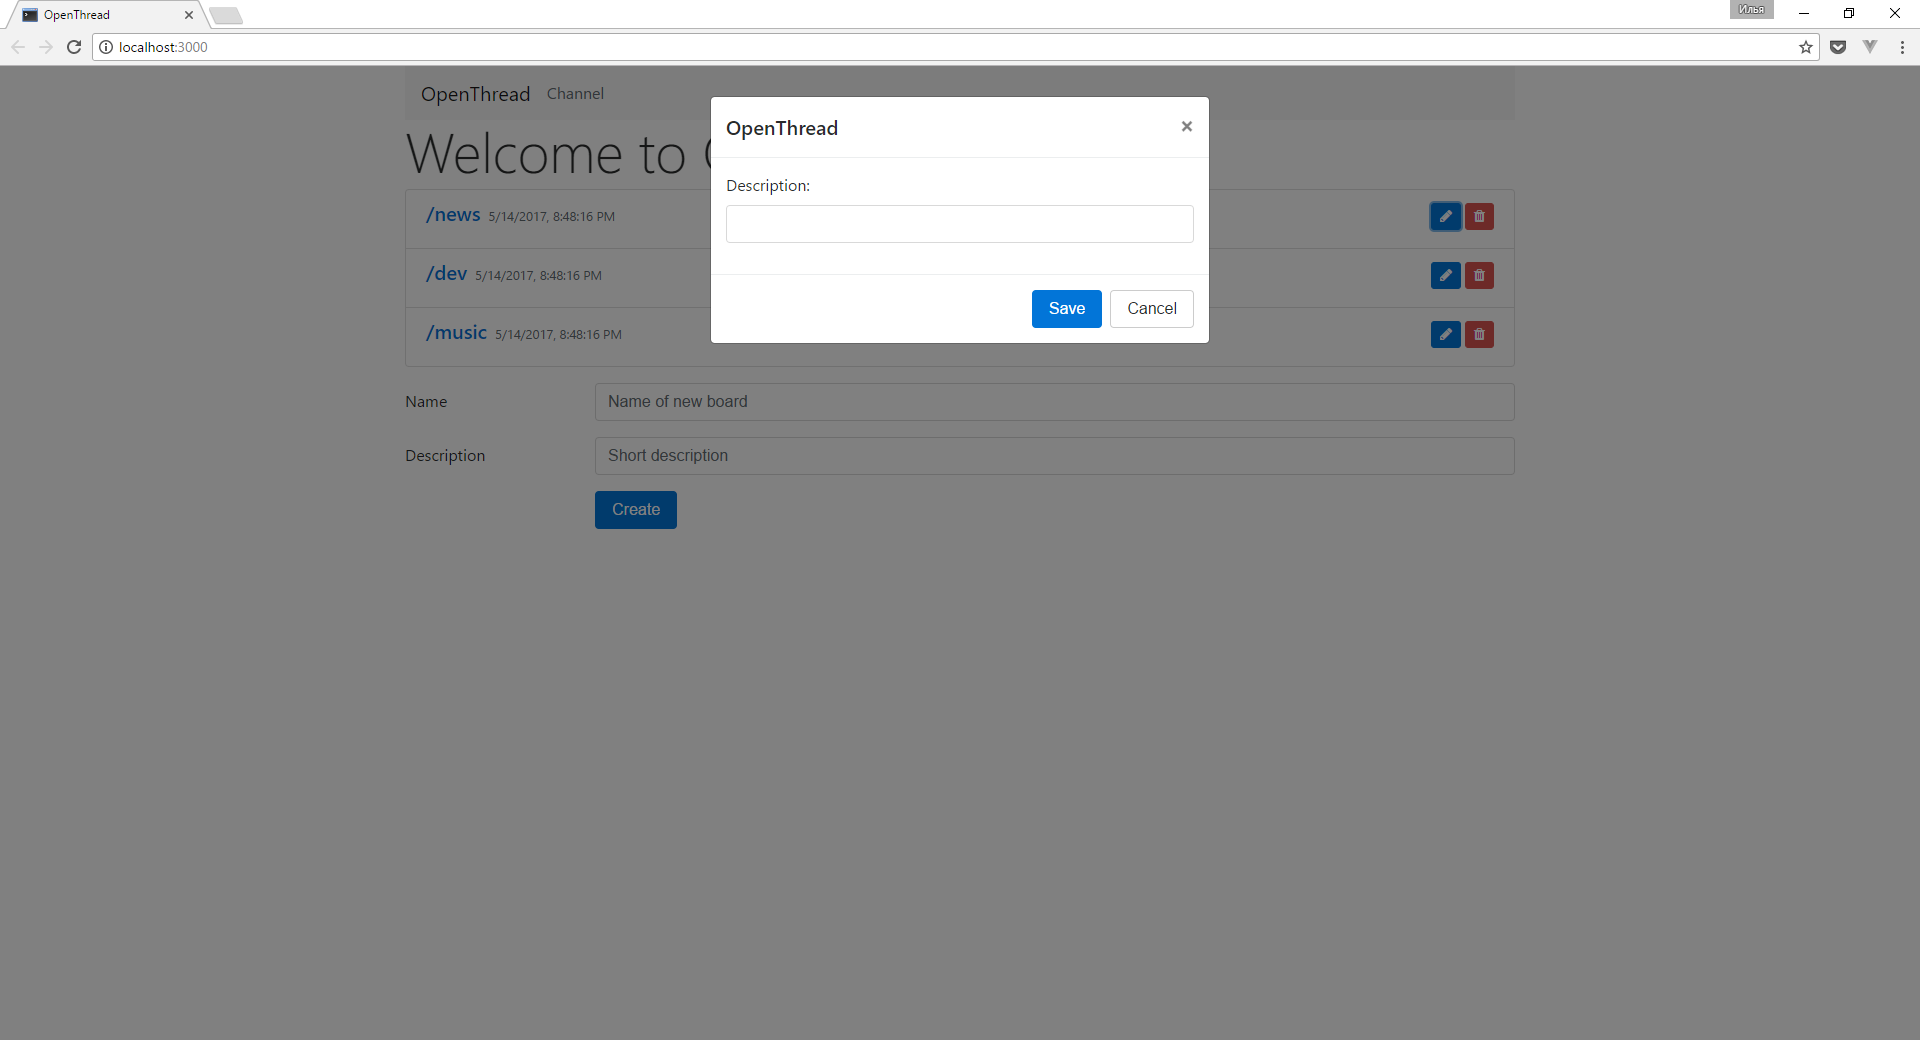 OpenThread
Илья
localhost:3000
OpenThread Channel
OpenThread ×
Welcome to
Description:
/news 5/14/2017, 8:48:16 PM
/dev 5/14/2017, 8:48:16 PM
Save Cancel
/music 5/14/2017, 8:48:16 PM
Name Name of new board
Description Short description
Create